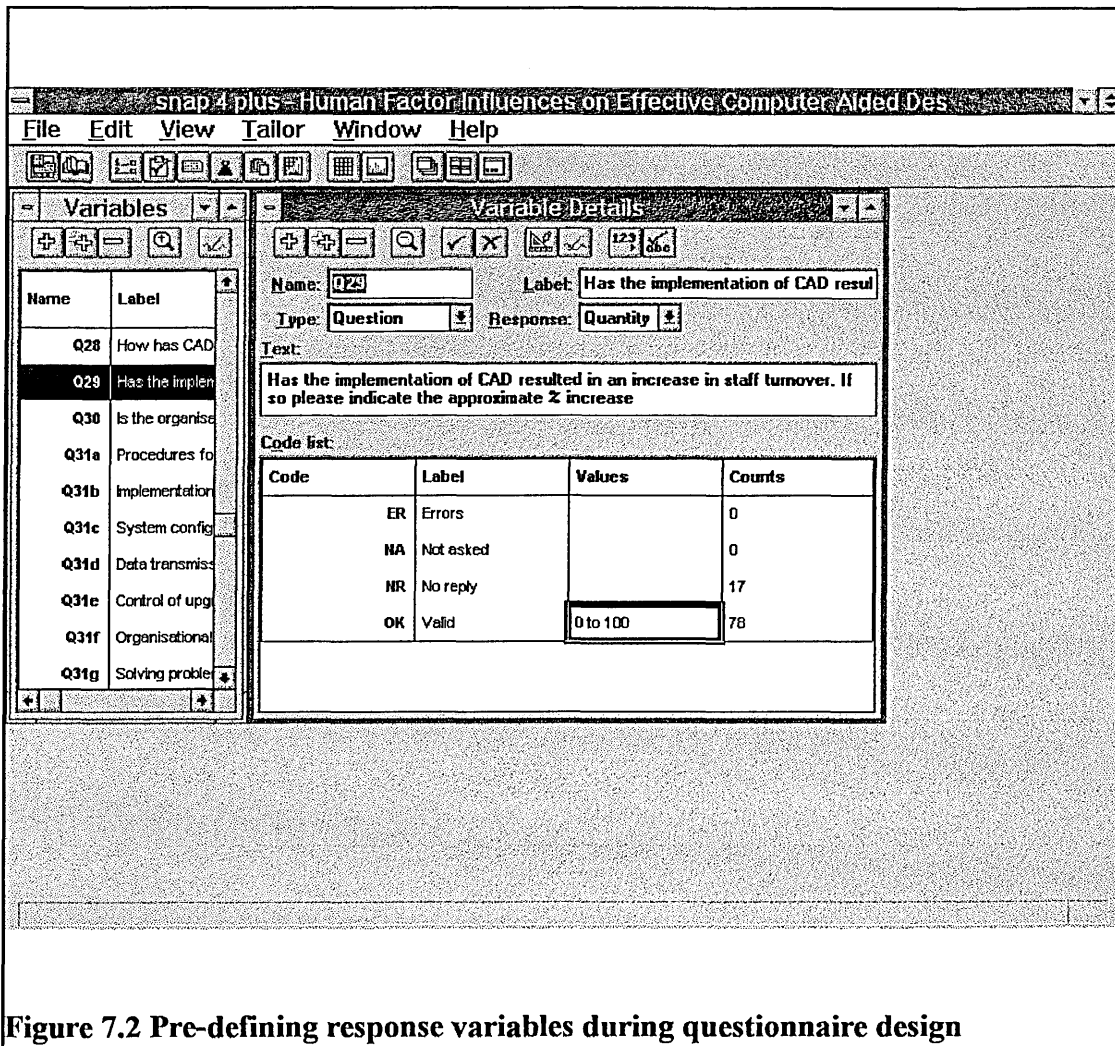 snap 4 plus - Human Factor Influences on Effective Computer Aided Des
File Edit View Tailor Window Help
Variables
Name Label
Q28 How has CAD
Q29 Has the implen
Q30 Is the organise
Q31a Procedures fo
Q31b Implementation
Q31c System config
Q31d Data transmiss
Q31e Control of upg
Q31f Organisational
Q31g Solving proble
Variable Details
123 abc
Name: Q29 Label: Has the implementation of CAD resul
Type: Question Response: Quantity
Text:
Has the implementation of CAD resulted in an increase in staff turnover. If
so please indicate the approximate % increase
Code list:
Code Label Values Counts
ER Errors 0
NA Not asked 0
NR No reply 17
OK Valid 0 to 100 78
Figure 7.2 Pre-defining response variables during questionnaire design